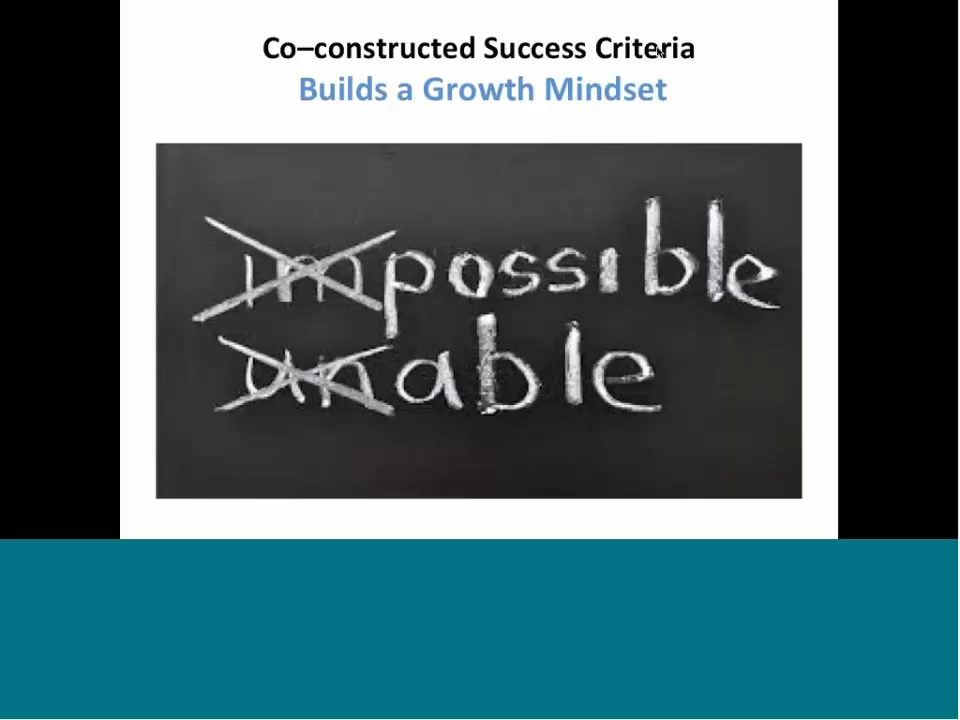 Co–constructed Success Criteria
Builds a Growth Mindset
impossible
unable